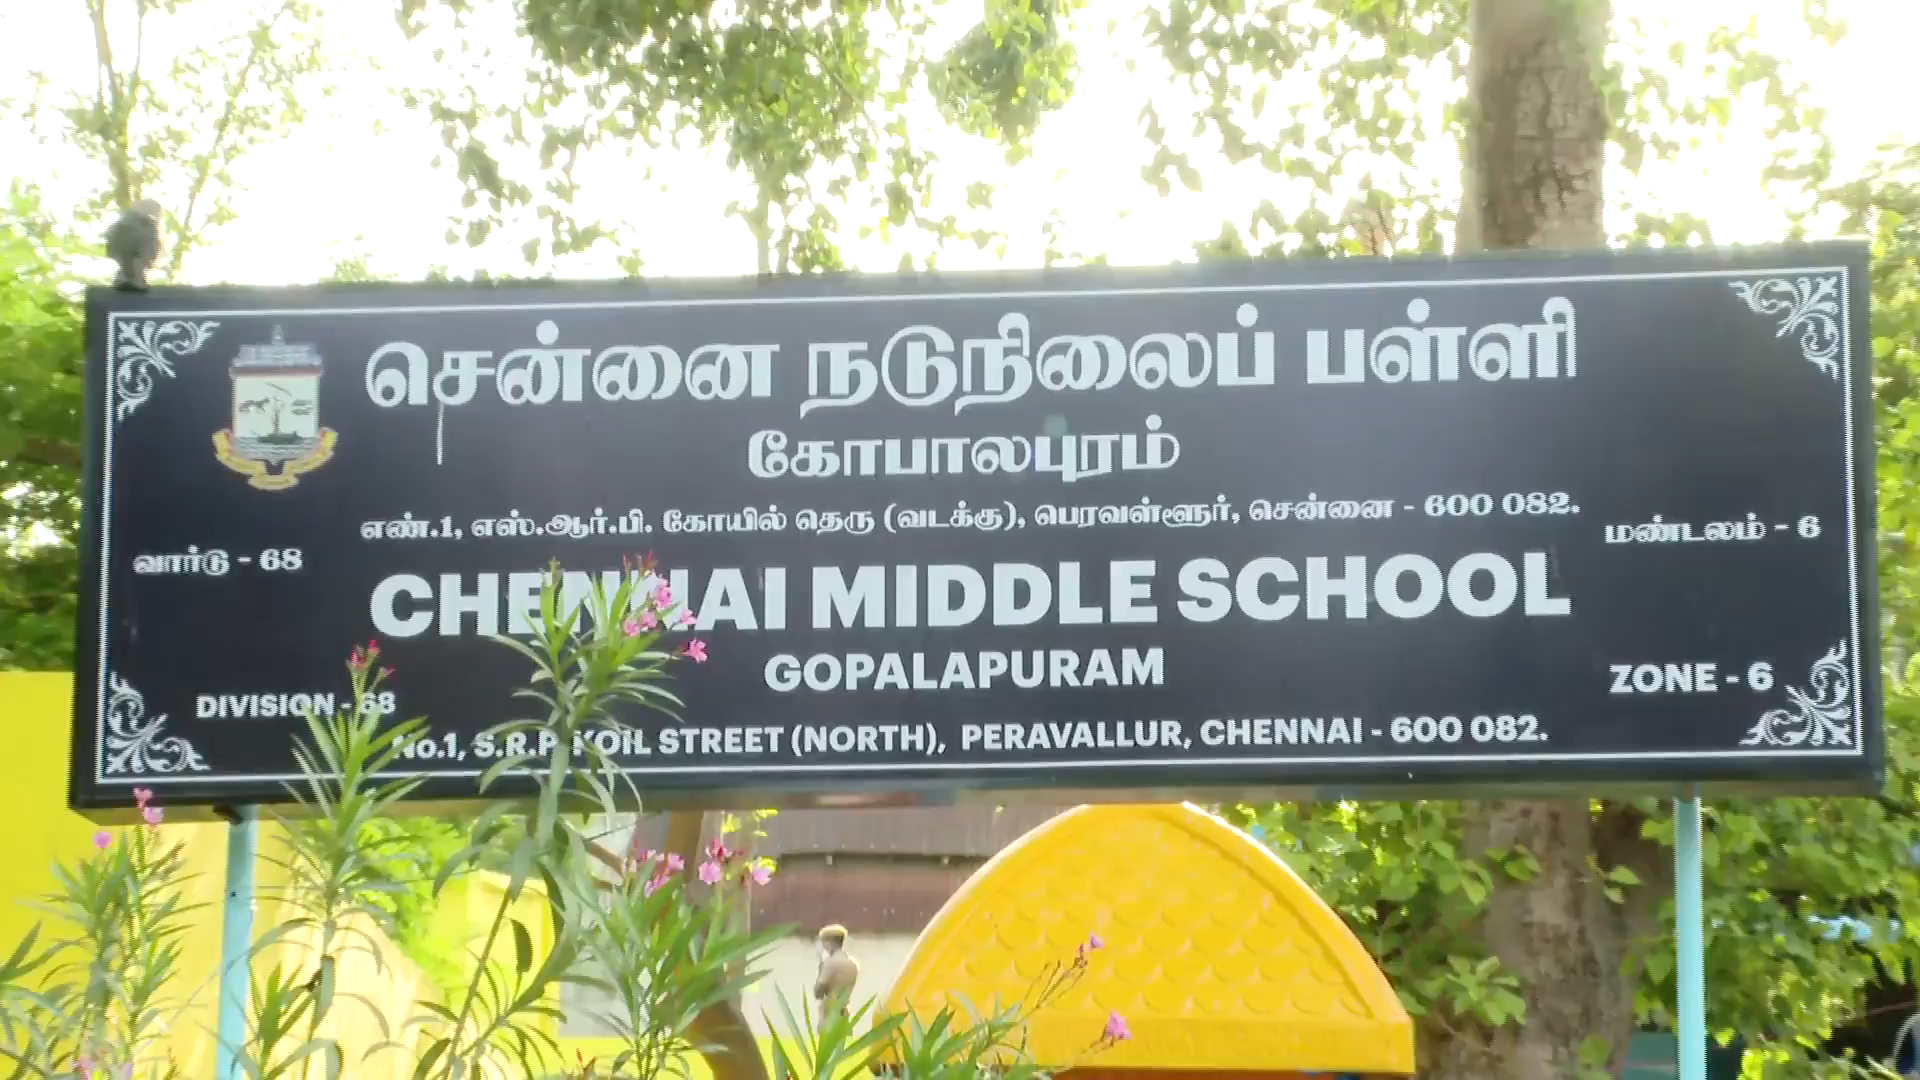 சென்னை நடுநிலைப் பள்ளி
கோபாலபுரம்
எண்.1, எஸ்.ஆர்.பி. கோயில் தெரு (வடக்கு), பெரவள்ளூர், சென்னை - 600 082.
வார்டு - 68
மண்டலம் - 6
CHENNAI MIDDLE SCHOOL
GOPALAPURAM
DIVISION - 68
ZONE - 6
No.1, S.R.P. KOIL STREET (NORTH), PERAVALLUR, CHENNAI - 600 082.